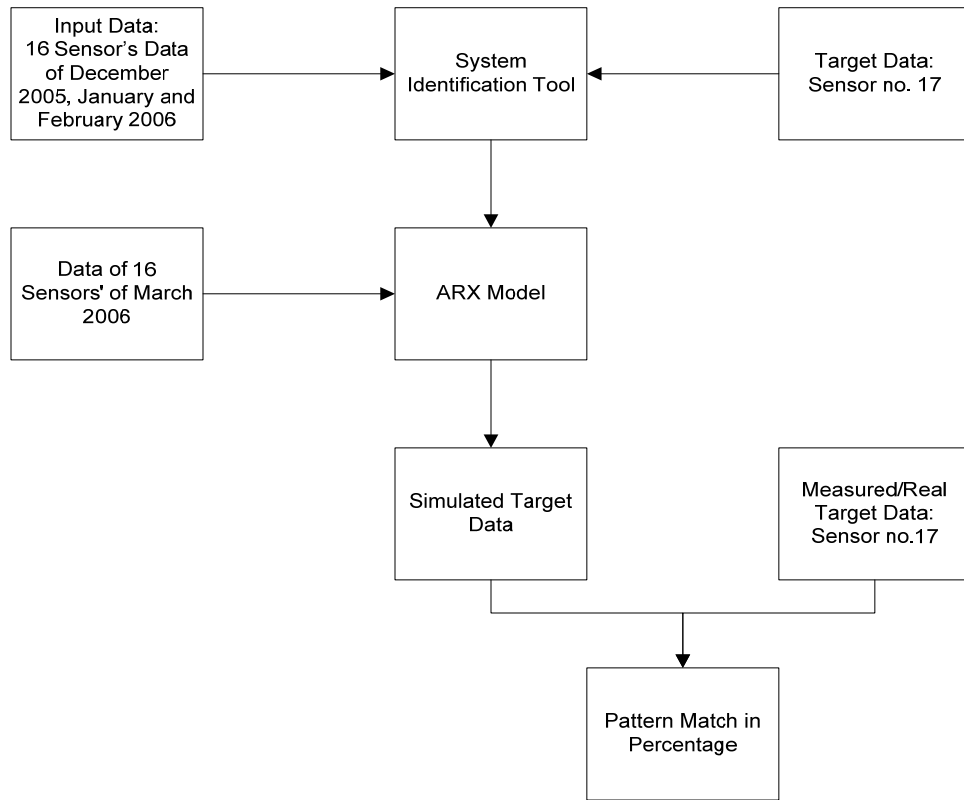 Input Data:
16 Sensor's Data
of December
2005, January and
February 2006
System
Identification Tool
Target Data:
Sensor no. 17
Data of 16
Sensors' of March
2006
ARX Model
Simulated Target
Data
Measured/Real
Target Data:
Sensor no.17
Pattern Match in
Percentage